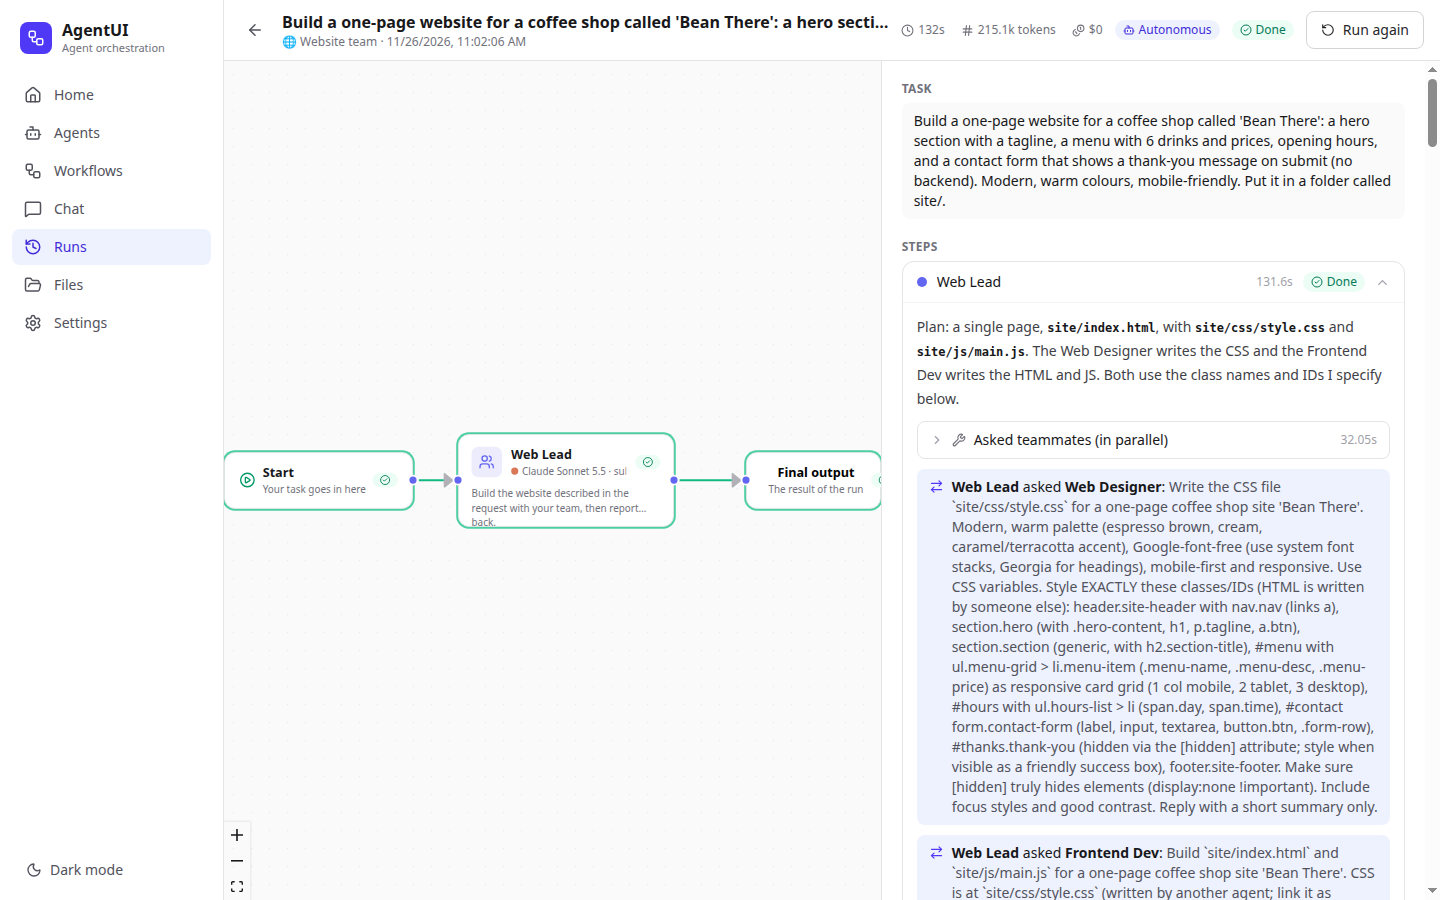 AgentUI
Agent orchestration
Home
Agents
Workflows
Chat
Runs
Files
Settings
Dark mode
Build a one-page website for a coffee shop called 'Bean There': a hero secti...
🌐 Website team · 11/26/2026, 11:02:06 AM
132s
215.1k tokens
$0
Autonomous
Done
Run again
Start
Your task goes in here
Web Lead
Claude Sonnet 5.5 · sul
Build the website described in the
request with your team, then report...
back.
Final output
The result of the run
TASK
Build a one-page website for a coffee shop called 'Bean There': a hero
section with a tagline, a menu with 6 drinks and prices, opening hours,
and a contact form that shows a thank-you message on submit (no
backend). Modern, warm colours, mobile-friendly. Put it in a folder called
site/.
STEPS
Web Lead
131.6s
Done
Plan: a single page, site/index.html, with site/css/style.css and
site/js/main.js. The Web Designer writes the CSS and the Frontend
Dev writes the HTML and JS. Both use the class names and IDs I specify
below.
Asked teammates (in parallel)
32.05s
Web Lead asked Web Designer: Write the CSS file
`site/css/style.css` for a one-page coffee shop site 'Bean There'.
Modern, warm palette (espresso brown, cream,
caramel/terracotta accent), Google-font-free (use system font
stacks, Georgia for headings), mobile-first and responsive. Use
CSS variables. Style EXACTLY these classes/IDs (HTML is written
by someone else): header.site-header with nav.nav (links a),
section.hero (with .hero-content, h1, p.tagline, a.btn),
section.section (generic, with h2.section-title), #menu with
ul.menu-grid > li.menu-item (.menu-name, .menu-desc, .menu-
price) as responsive card grid (1 col mobile, 2 tablet, 3 desktop),
#hours with ul.hours-list > li (span.day, span.time), #contact
form.contact-form (label, input, textarea, button.btn, .form-row),
#thanks.thank-you (hidden via the [hidden] attribute; style when
visible as a friendly success box), footer.site-footer. Make sure
[hidden] truly hides elements (display:none !important). Include
focus styles and good contrast. Reply with a short summary only.
Web Lead asked Frontend Dev: Build `site/index.html` and
`site/js/main.js` for a one-page coffee shop site 'Bean There'. CSS
is at `site/css/style.css` (written by another agent; link it as